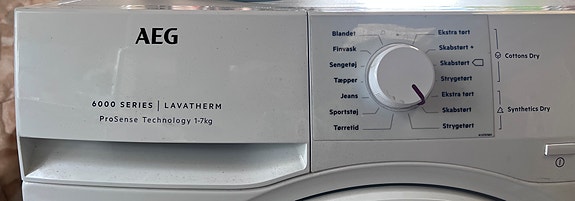 AEG
6000 SERIES | LAVATHERM
ProSense Technology 1-7kg
Blandet
Finvask
Sengetøj
Tæpper
Jeans
Sportstøj
Tørretid
Ekstra tørt
Skabstørt +
Skabstørt
Strygetørt
Cottons Dry
Ekstra tørt
Skabstørt
Strygetørt
Synthetics Dry